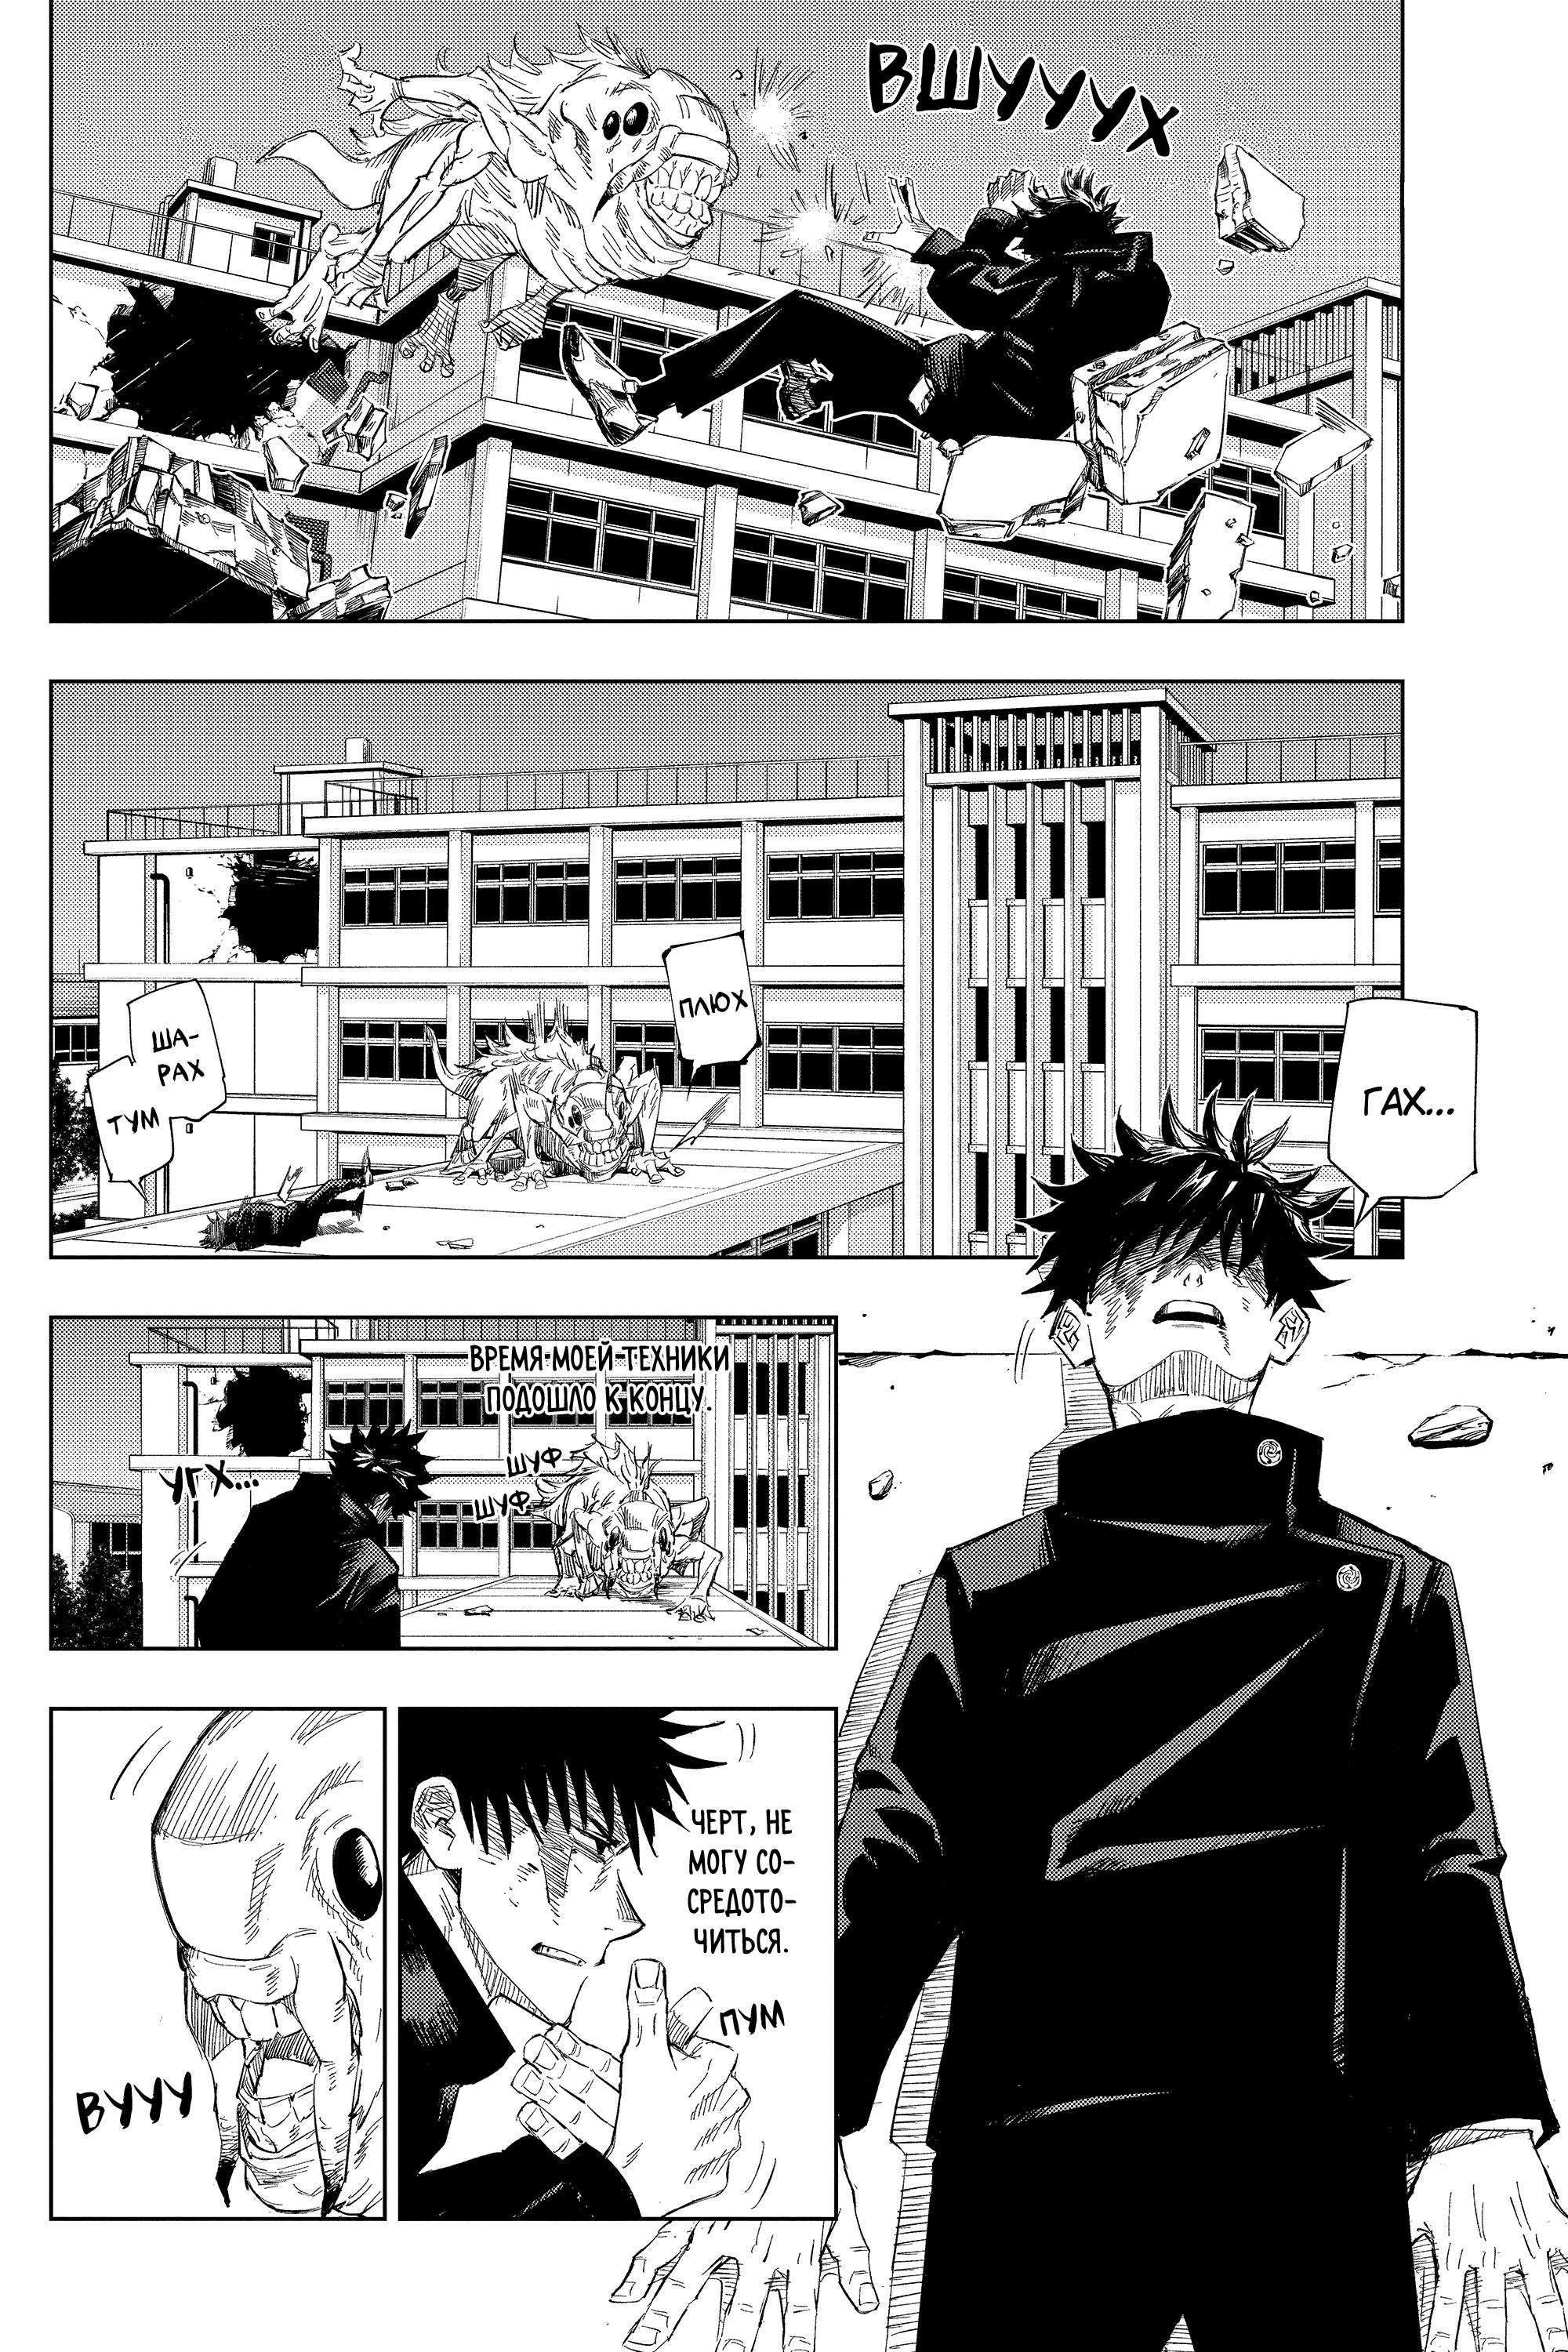 ВШУУУХ
ПЛЮХ
ША-
РАХ
ТУМ
ГАХ...
ВРЕМЯ МОЕЙ ТЕХНИКИ
ПОДОШЛО К КОНЦУ.
ШУФ
ШУФ
УГХ...
ЧЕРТ, НЕ
МОГУ СО-
СРЕДОТО-
ЧИТЬСЯ.
ПУМ
ВУУУ